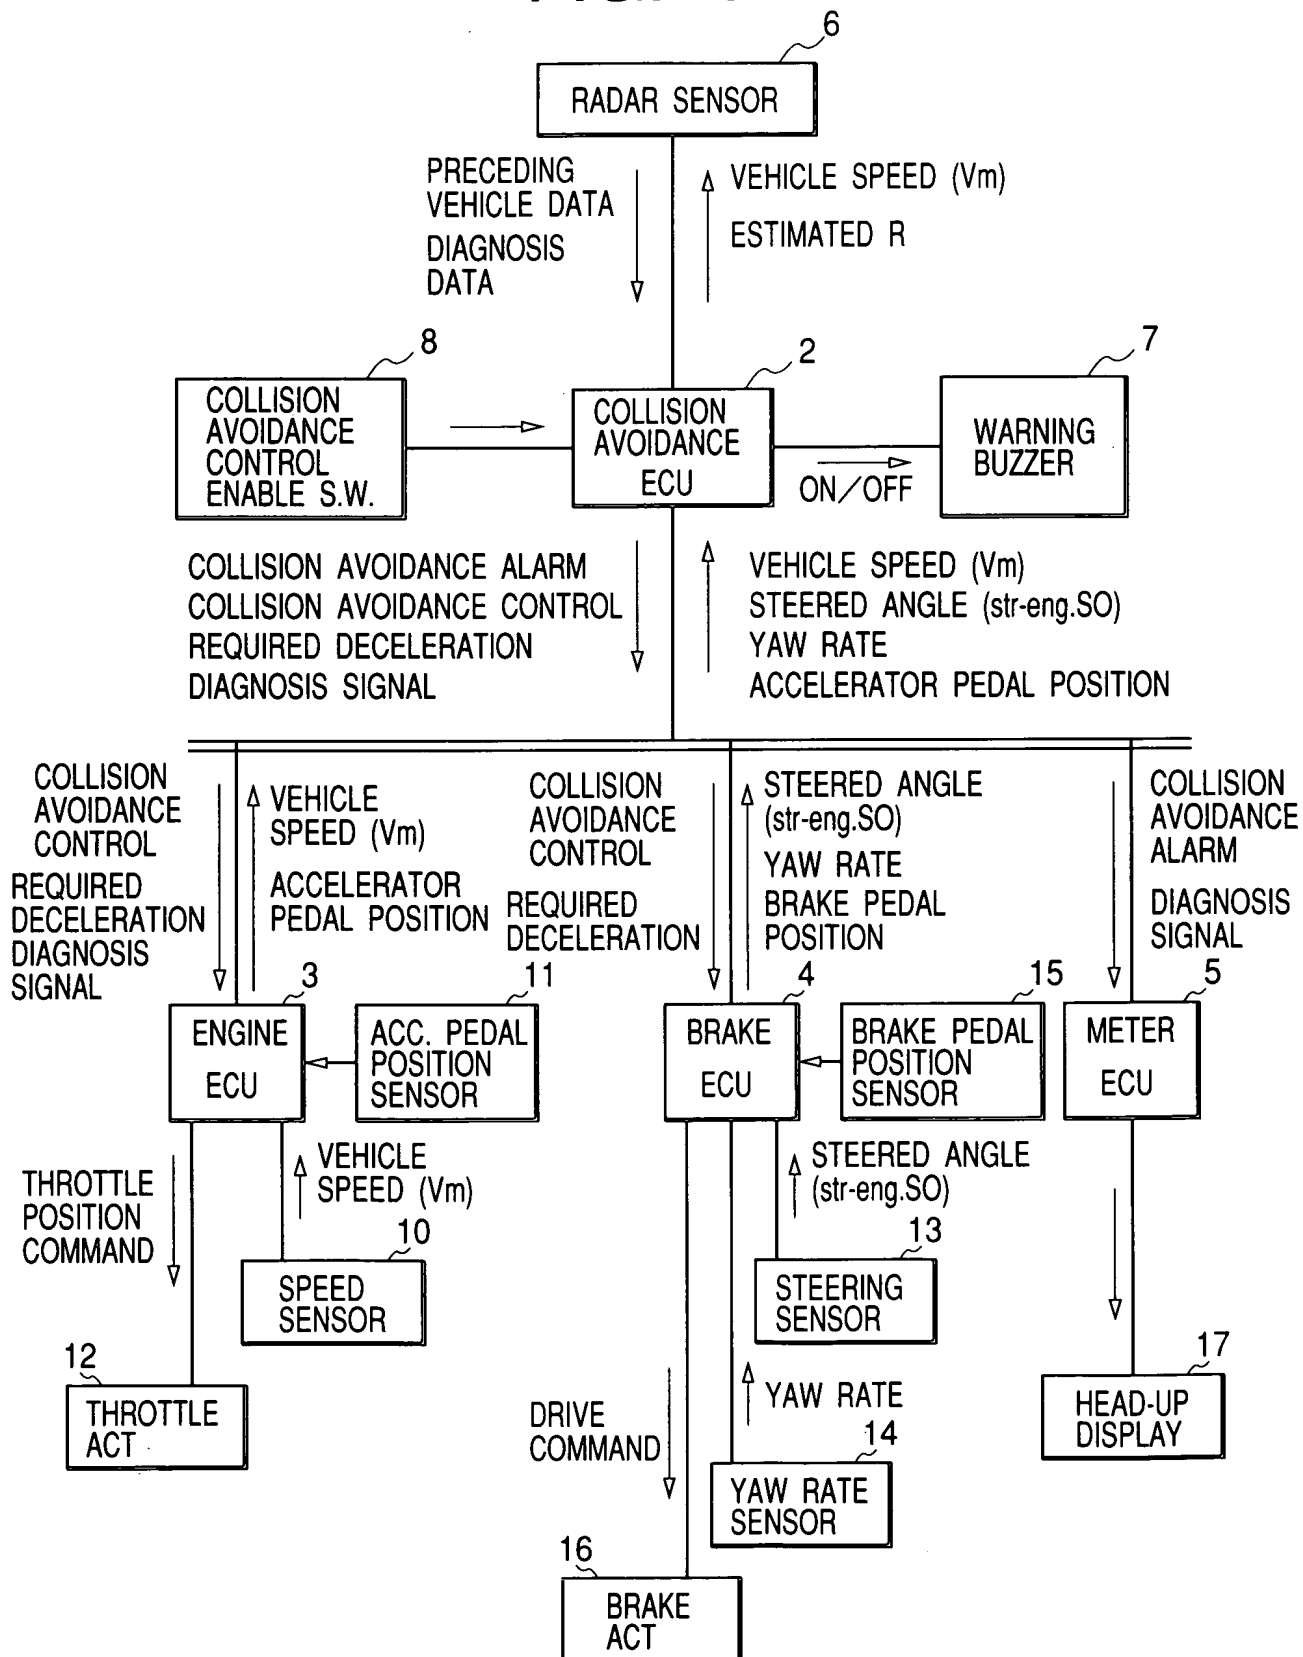 6
RADAR SENSOR
PRECEDING
VEHICLE DATA
DIAGNOSIS
DATA
VEHICLE SPEED (Vm)
ESTIMATED R
8
COLLISION
AVOIDANCE
CONTROL
ENABLE S.W.
2
COLLISION
AVOIDANCE
ECU
7
WARNING
BUZZER
ON/OFF
COLLISION AVOIDANCE ALARM
COLLISION AVOIDANCE CONTROL
REQUIRED DECELERATION
DIAGNOSIS SIGNAL
VEHICLE SPEED (Vm)
STEERED ANGLE (str-eng.SO)
YAW RATE
ACCELERATOR PEDAL POSITION
COLLISION
AVOIDANCE
CONTROL
REQUIRED
DECELERATION
DIAGNOSIS
SIGNAL
VEHICLE
SPEED (Vm)
ACCELERATOR
PEDAL POSITION
COLLISION
AVOIDANCE
CONTROL
REQUIRED
DECELERATION
STEERED ANGLE
(str-eng.SO)
YAW RATE
BRAKE PEDAL
POSITION
COLLISION
AVOIDANCE
ALARM
DIAGNOSIS
SIGNAL
3
ENGINE
ECU
11
ACC. PEDAL
POSITION
SENSOR
4
BRAKE
ECU
15
BRAKE PEDAL
POSITION
SENSOR
5
METER
ECU
THROTTLE
POSITION
COMMAND
VEHICLE
SPEED (Vm)
10
SPEED
SENSOR
STEERED ANGLE
(str-eng.SO)
13
STEERING
SENSOR
12
THROTTLE
ACT
DRIVE
COMMAND
YAW RATE
14
YAW RATE
SENSOR
17
HEAD-UP
DISPLAY
16
BRAKE
ACT